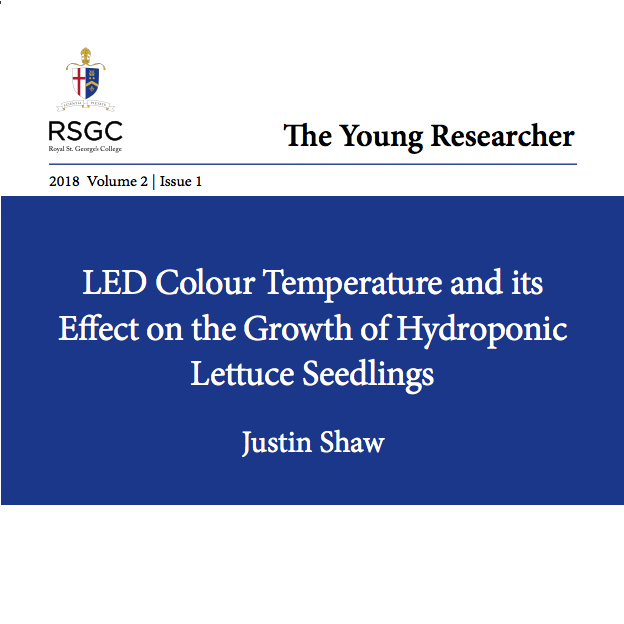 RSGC
Royal St. George's College
The Young Researcher
2018 Volume 2 | Issue 1
LED Colour Temperature and its
Effect on the Growth of Hydroponic
Lettuce Seedlings
Justin Shaw